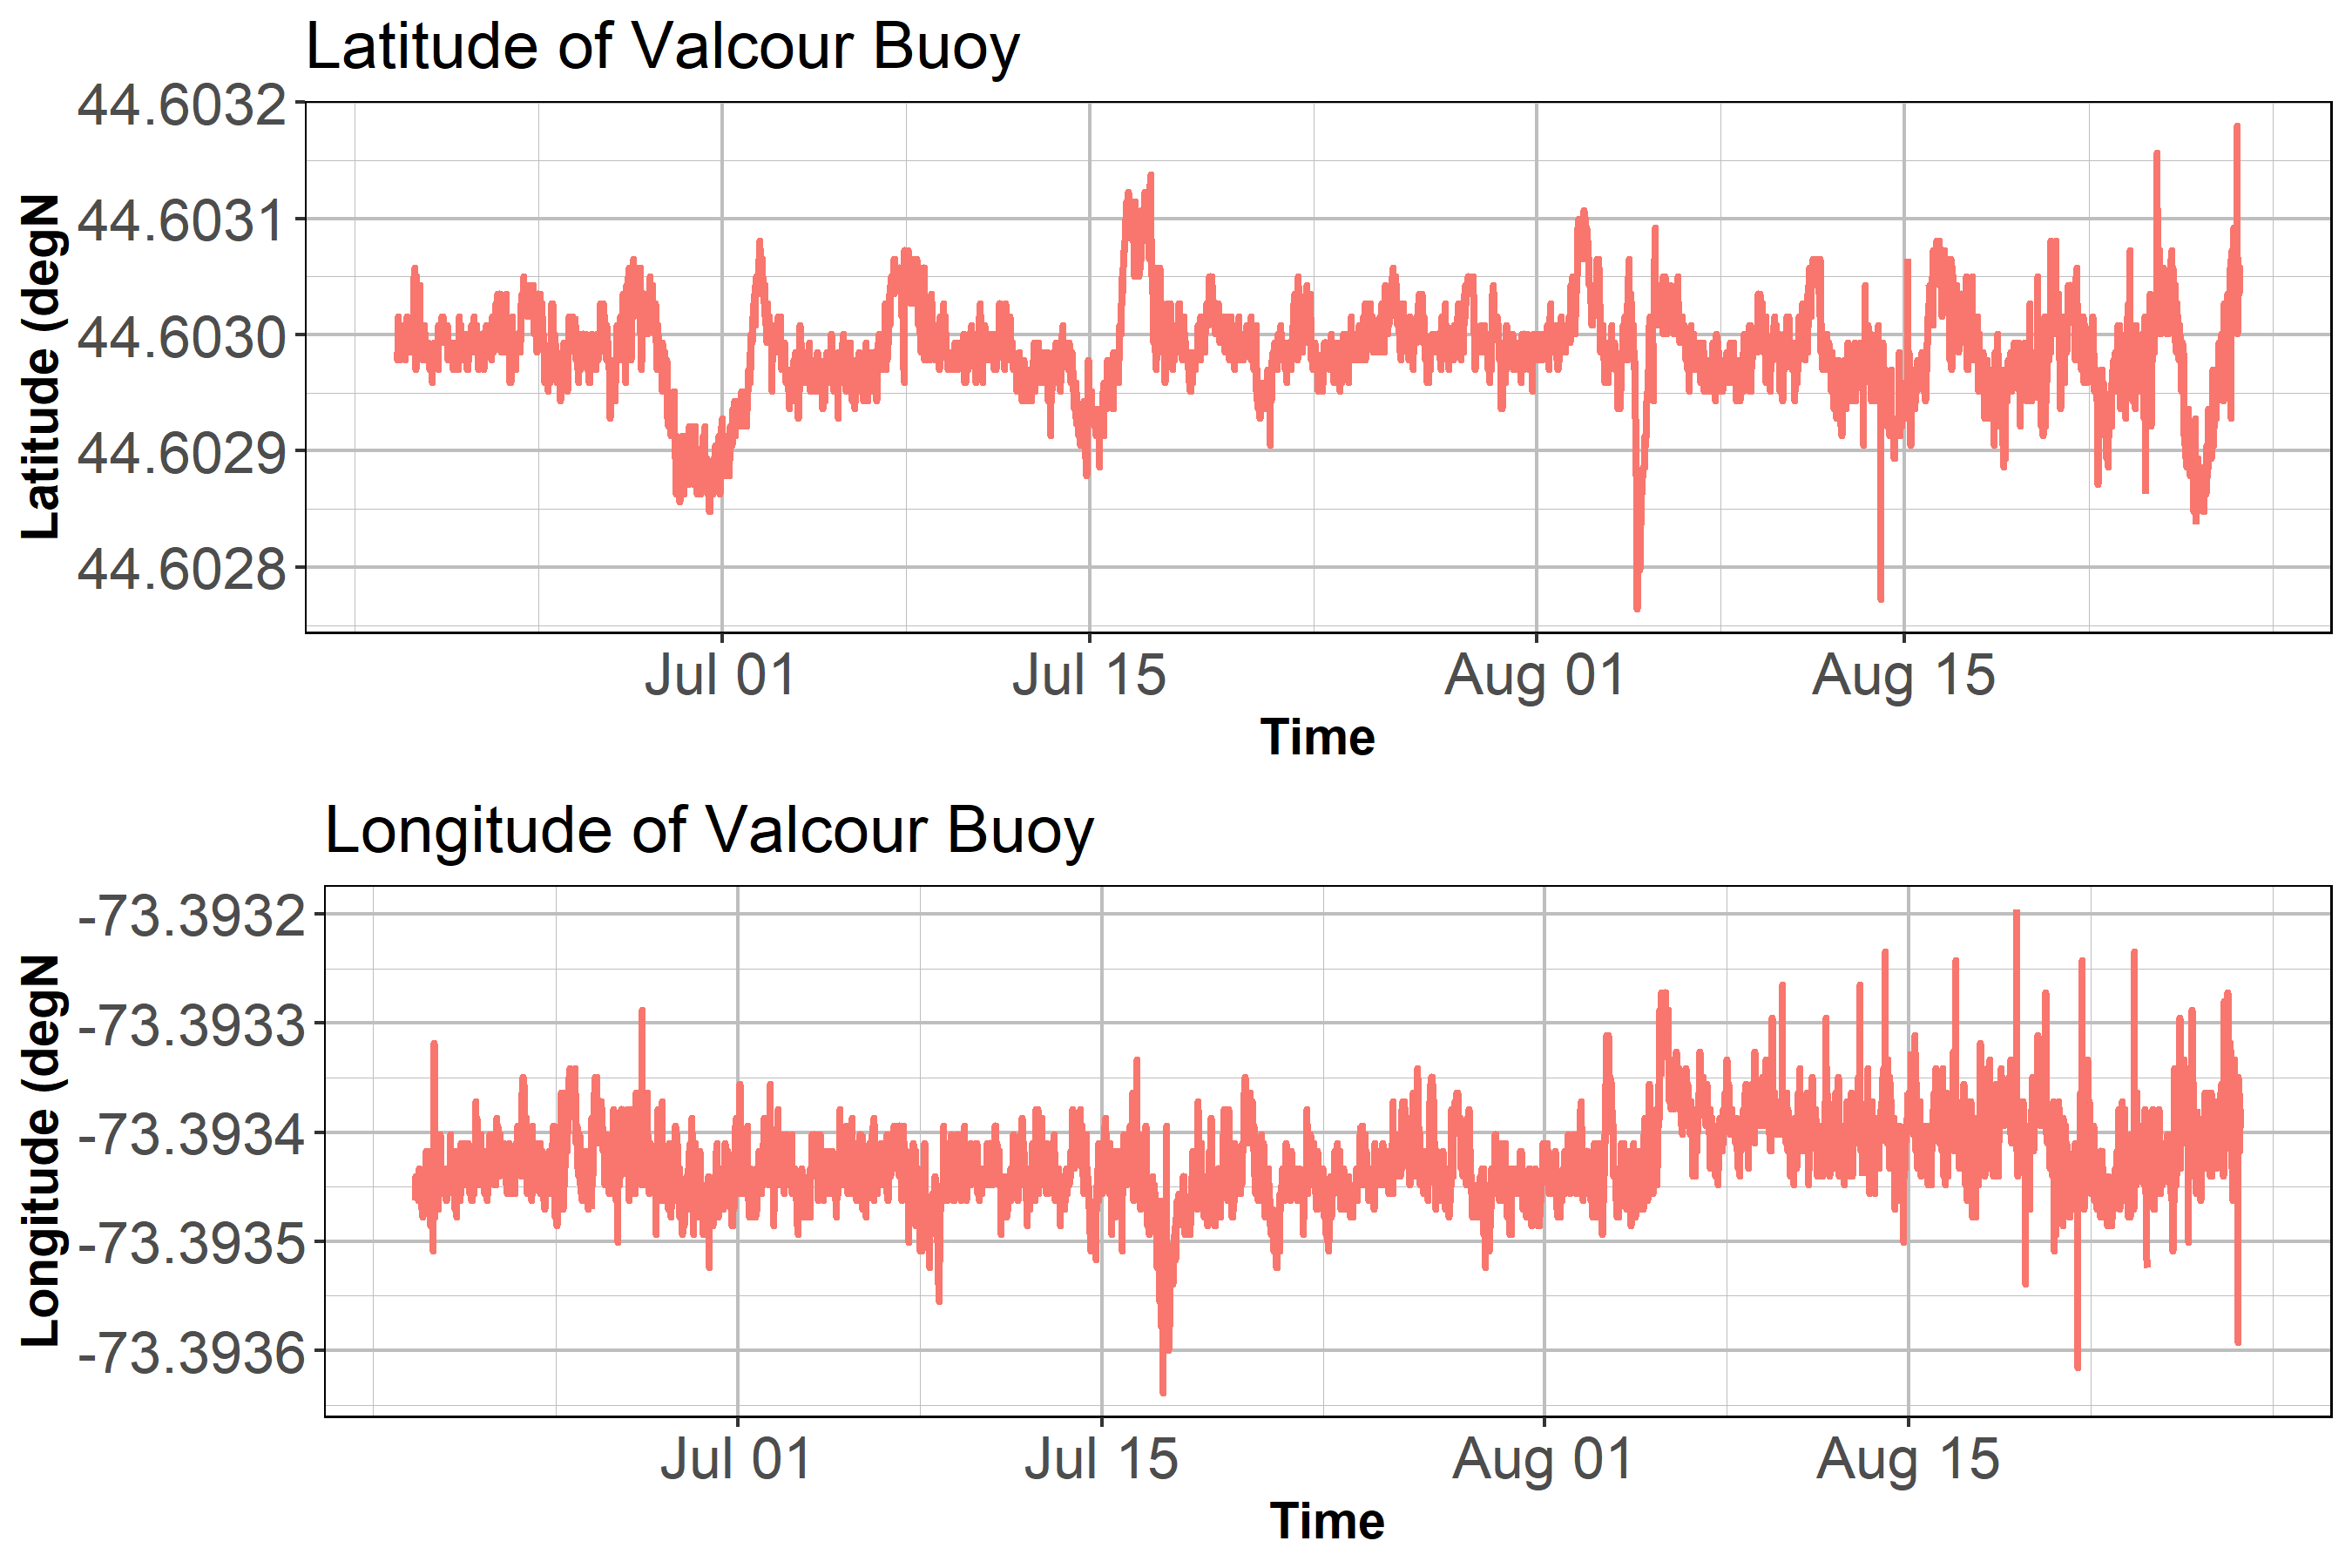 Latitude of Valcour Buoy
44.6032
44.6031
44.6030
44.6029
44.6028
Latitude (degN
Jul 01 Jul 15 Aug 01 Aug 15
Time
Longitude of Valcour Buoy
-73.3932
-73.3933
-73.3934
-73.3935
-73.3936
Longitude (degN
Jul 01 Jul 15 Aug 01 Aug 15
Time